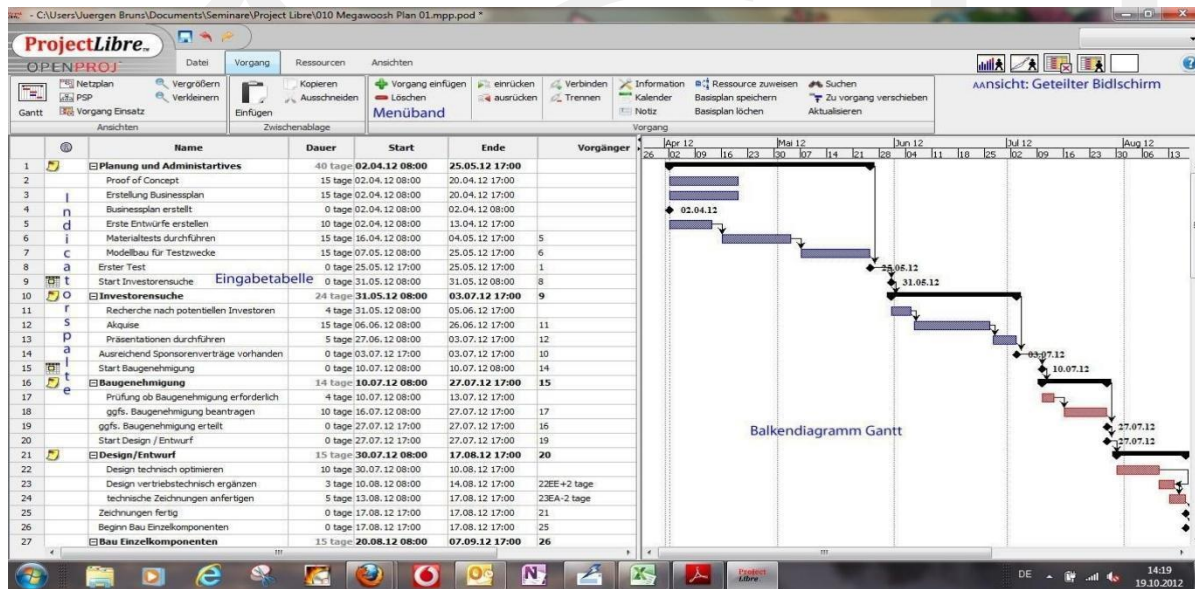 - C:\Users\Juergen Bruns\Documents\Seminare\Project Libre\010 Megawoosh Plan 01.mpp.pod *
ProjectLibre™
OPENPROJ
Datei Vorgang Ressourcen Ansichten
Ansicht: Geteilter Bidlschirm
Gantt
Netzplan
PSP
Vorgang Einsatz
Vergrößern
Verkleinern
Ansichten
Einfügen
Kopieren
Ausschneiden
Zwischenablage
Vorgang einfügen
Löschen
einrücken
ausrücken
Verbinden
Trennen
Information
Kalender
Notiz
Ressource zuweisen
Basisplan speichern
Basisplan löchen
Suchen
Zu vorgang verschieben
Aktualisieren
Menüband
Vorgang
Name Dauer Start Ende Vorgänger
1 Planung und Administartives 40 tage 02.04.12 08:00 25.05.12 17:00
2 Proof of Concept 15 tage 02.04.12 08:00 20.04.12 17:00
3 Erstellung Businessplan 15 tage 02.04.12 08:00 20.04.12 17:00
4 Businessplan erstellt 0 tage 02.04.12 08:00 02.04.12 08:00
5 Erste Entwürfe erstellen 10 tage 02.04.12 08:00 13.04.12 17:00
6 Materialtests durchführen 15 tage 16.04.12 08:00 04.05.12 17:00 5
7 Modellbau für Testzwecke 15 tage 07.05.12 08:00 25.05.12 17:00 6
8 Erster Test 0 tage 25.05.12 17:00 25.05.12 17:00 1
9 Start Investorensuche 0 tage 31.05.12 08:00 31.05.12 08:00 8
10 Investorensuche 24 tage 31.05.12 08:00 03.07.12 17:00 9
11 Recherche nach potentiellen Investoren 4 tage 31.05.12 08:00 05.06.12 17:00
12 Akquise 15 tage 06.06.12 08:00 26.06.12 17:00 11
13 Präsentationen durchführen 5 tage 27.06.12 08:00 03.07.12 17:00 12
14 Ausreichend Sponsorenverträge vorhanden 0 tage 03.07.12 17:00 03.07.12 17:00 10
15 Start Baugenehmigung 0 tage 10.07.12 08:00 10.07.12 08:00 14
16 Baugenehmigung 14 tage 10.07.12 08:00 27.07.12 17:00 15
17 Prüfung ob Baugenehmigung erforderlich 4 tage 10.07.12 08:00 13.07.12 17:00
18 ggfs. Baugenehmigung beantragen 10 tage 16.07.12 08:00 27.07.12 17:00 17
19 ggfs. Baugenehmigung erteilt 0 tage 27.07.12 17:00 27.07.12 17:00 16
20 Start Design / Entwurf 0 tage 27.07.12 17:00 27.07.12 17:00 19
21 Design/Entwurf 15 tage 30.07.12 08:00 17.08.12 17:00 20
22 Design technisch optimieren 10 tage 30.07.12 08:00 10.08.12 17:00
23 Design vertriebstechnisch ergänzen 3 tage 10.08.12 08:00 14.08.12 17:00 22EE+2 tage
24 technische Zeichnungen anfertigen 5 tage 13.08.12 08:00 17.08.12 17:00 23EA-2 tage
25 Zeichnungen fertig 0 tage 17.08.12 17:00 17.08.12 17:00 21
26 Beginn Bau Einzelkomponenten 0 tage 17.08.12 17:00 17.08.12 17:00 25
27 Bau Einzelkomponenten 15 tage 20.08.12 08:00 07.09.12 17:00 26
Indicatorspalte
Eingabetabelle
Apr 12 Mai 12 Jun 12 Jul 12 Aug 12
26 02 09 16 23 30 07 14 21 28 04 11 18 25 02 09 16 23 30 06 13
02.04.12
25.05.12
31.05.12
03.07.12
10.07.12
27.07.12
27.07.12
Balkendiagramm Gantt
Project Libre
DE
14:19
19.10.2012